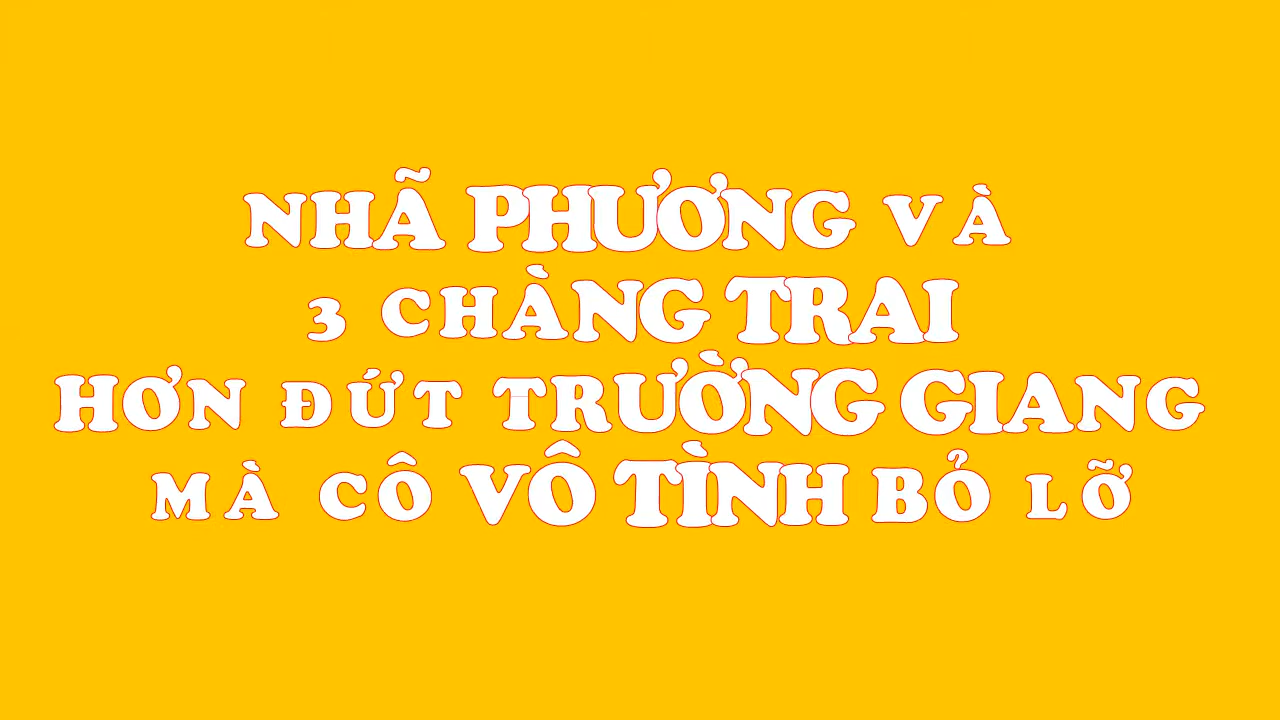 NHÃ PHƯƠNG VÀ
3 CHÀNG TRAI
HƠN ĐỨT TRƯỜNG GIANG
MÀ CÔ VÔ TÌNH BỎ LỠ